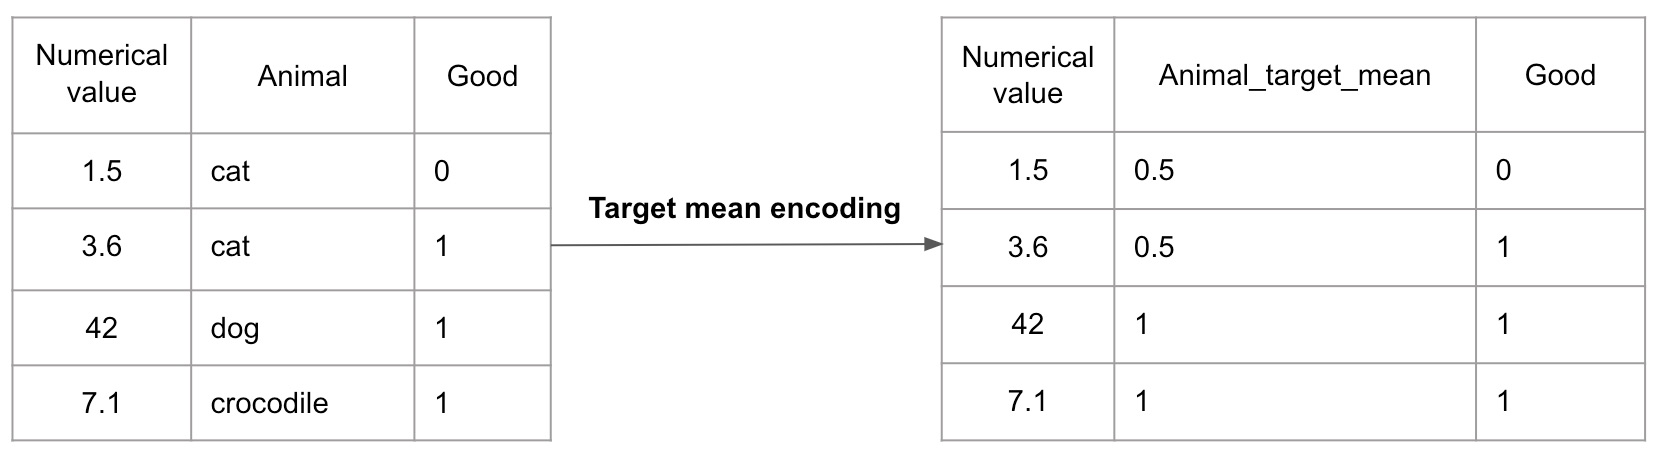 Numerical
value
Animal
Good
1.5
cat
0
3.6
cat
1
42
dog
1
7.1
crocodile
1
Target mean encoding
Numerical
value
Animal_target_mean
Good
1.5
0.5
0
3.6
0.5
1
42
1
1
7.1
1
1